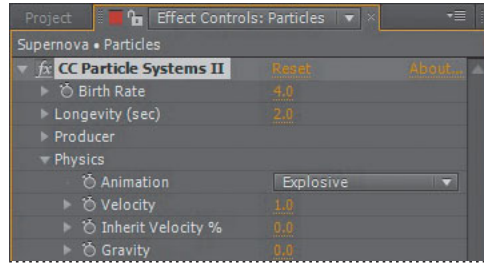 Project Effect Controls: Particles
Supernova • Particles
fx CC Particle Systems II Reset About...
Birth Rate 4.0
Longevity (sec) 2.0
Producer
Physics
Animation Explosive
Velocity 1.0
Inherit Velocity % 0.0
Gravity 0.0